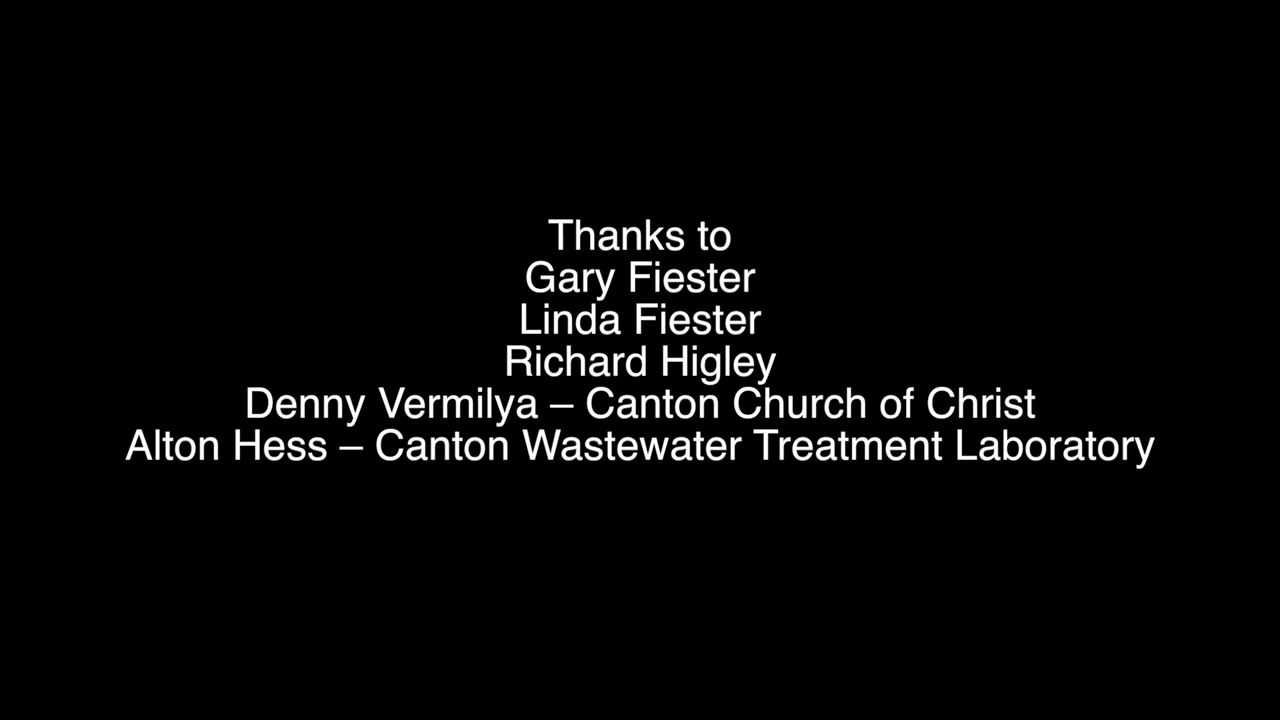 Thanks to
Gary Fiester
Linda Fiester
Richard Higley
Denny Vermilya – Canton Church of Christ
Alton Hess – Canton Wastewater Treatment Laboratory